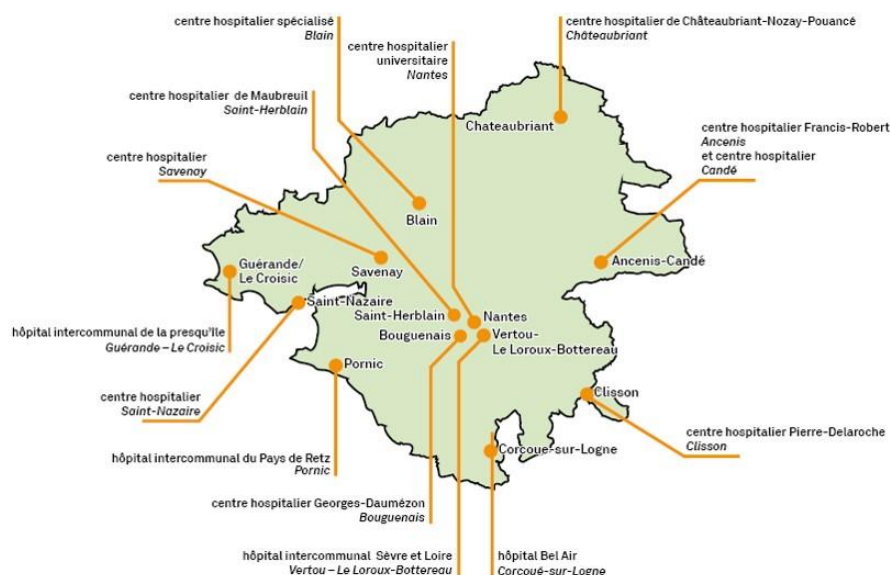 centre hospitalier spécialisé
Blain
centre hospitalier de Châteaubriant-Nozay-Pouancé
Châteaubriant
centre hospitalier
universitaire
Nantes
centre hospitalier de Maubreuil
Saint-Herblain
Chateaubriant
centre hospitalier Francis-Robert
Ancenis
et centre hospitalier
Candé
centre hospitalier
Savenay
Blain
Guérande/
Le Croisic
Savenay
Ancenis-Candé
Saint-Nazaire
Saint-Herblain
Nantes
Bouguenais
Vertou-
Le Loroux-Bottereau
hôpital intercommunal de la presqu'île
Guérande – Le Croisic
Pornic
Clisson
centre hospitalier
Saint-Nazaire
centre hospitalier Pierre-Delaroche
Clisson
Corcoue-sur-Logne
hôpital intercommunal du Pays de Retz
Pornic
centre hospitalier Georges-Daumézon
Bouguenais
hôpital intercommunal Sèvre et Loire
Vertou – Le Loroux-Bottereau
hôpital Bel Air
Corcoué-sur-Logne